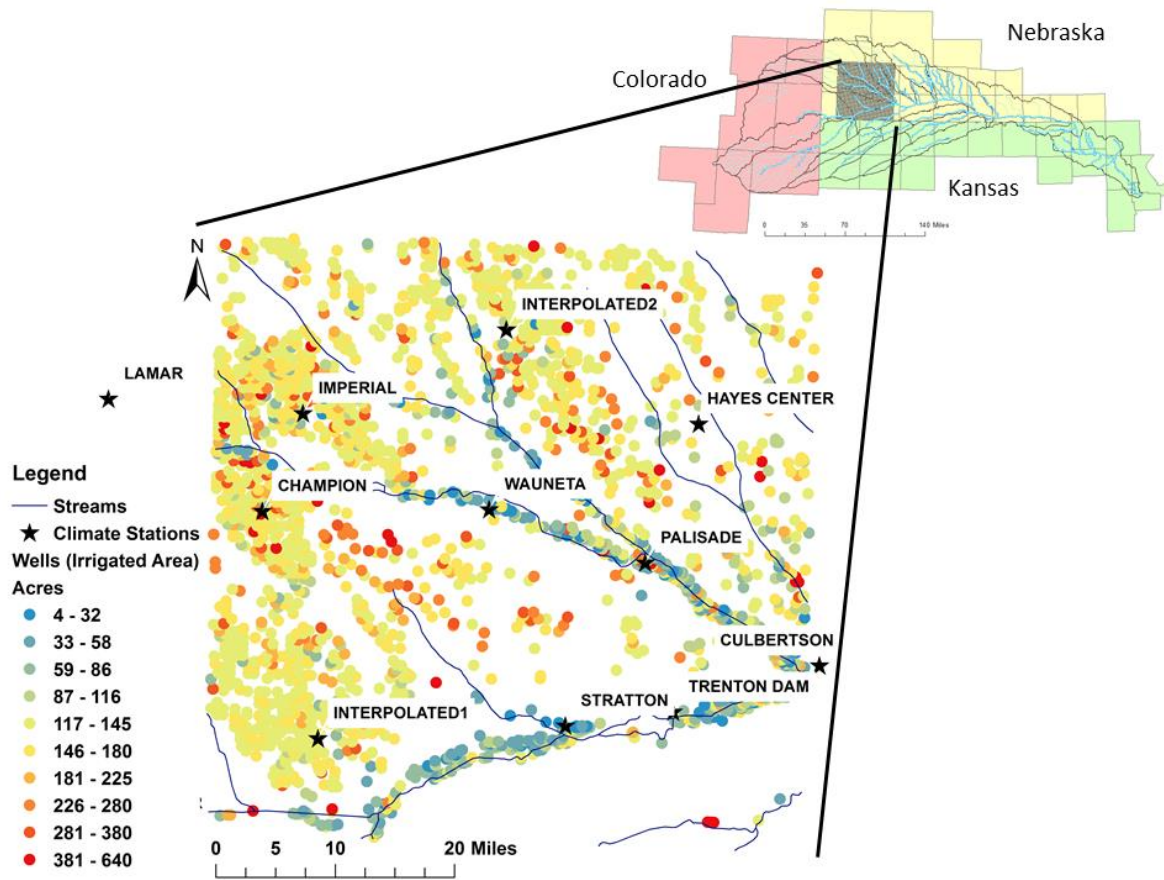 Nebraska
Colorado
Kansas
0 35 70 140 Miles
N
INTERPOLATED2
LAMAR
IMPERIAL
HAYES CENTER
Legend
Streams
Climate Stations
Wells (Irrigated Area)
Acres
4 - 32
33 - 58
59 - 86
87 - 116
117 - 145
146 - 180
181 - 225
226 - 280
281 - 380
381 - 640
CHAMPION
WAUNETA
PALISADE
CULBERTSON
TRENTON DAM
STRATTON
INTERPOLATED1
0 5 10 20 Miles